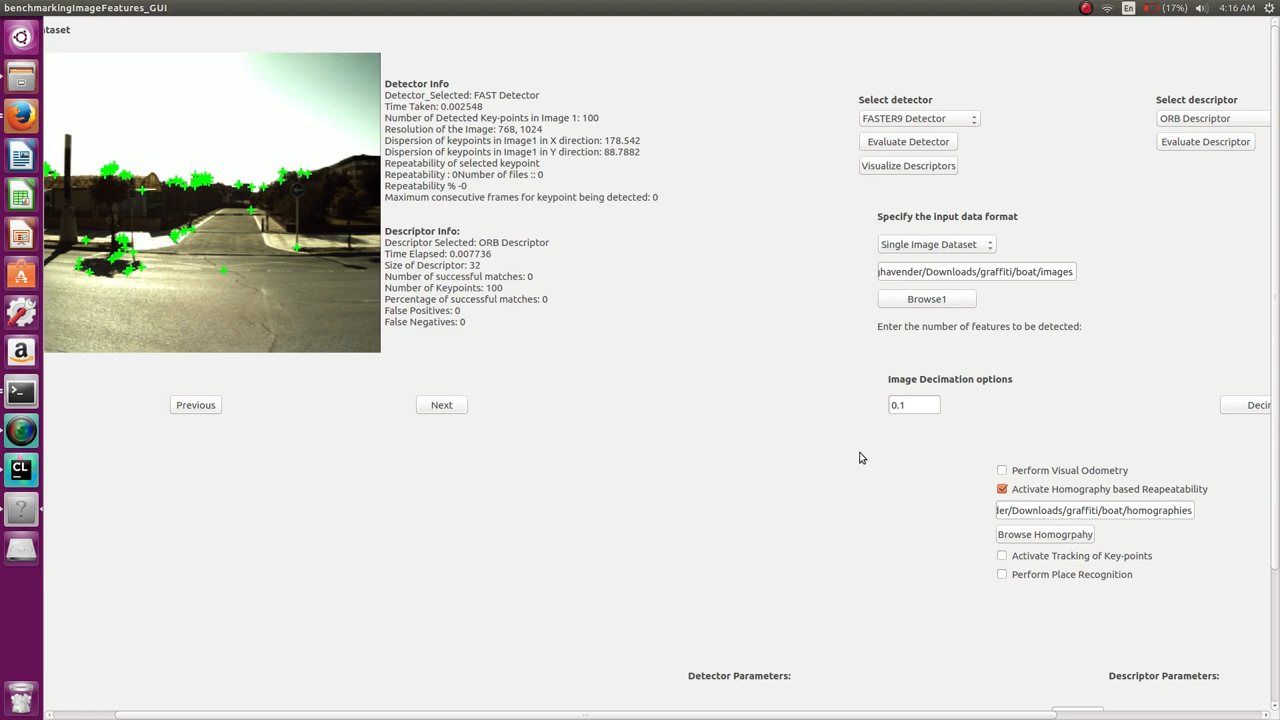 benchmarkingImageFeatures_GUI
En
(17%)
4:16 AM
ataset
Detector Info
Detector_Selected: FAST Detector
Time Taken: 0.002548
Number of Detected Key-points in Image 1: 100
Resolution of the Image: 768, 1024
Dispersion of keypoints in Image1 in X direction: 178.542
Dispersion of keypoints in Image1 in Y direction: 88.7882
Repeatability of selected keypoint
Repeatability : 0Number of files :: 0
Repeatability % -0
Maximum consecutive frames for keypoint being detected: 0
Descriptor Info:
Descriptor Selected: ORB Descriptor
Time Elapsed: 0.007736
Size of Descriptor: 32
Number of successful matches: 0
Number of Keypoints: 100
Percentage of successful matches: 0
False Positives: 0
False Negatives: 0
Previous
Next
Select detector
FASTER9 Detector
Evaluate Detector
Visualize Descriptors
Select descriptor
ORB Descriptor
Evaluate Descriptor
Specify the input data format
Single Image Dataset
ghavender/Downloads/graffiti/boat/images
Browse1
Enter the number of features to be detected:
Image Decimation options
0.1
Decir
Perform Visual Odometry
Activate Homography based Reapeatability
der/Downloads/graffiti/boat/homographies
Browse Homogrpahy
Activate Tracking of Key-points
Perform Place Recognition
Detector Parameters:
Descriptor Parameters:
CL